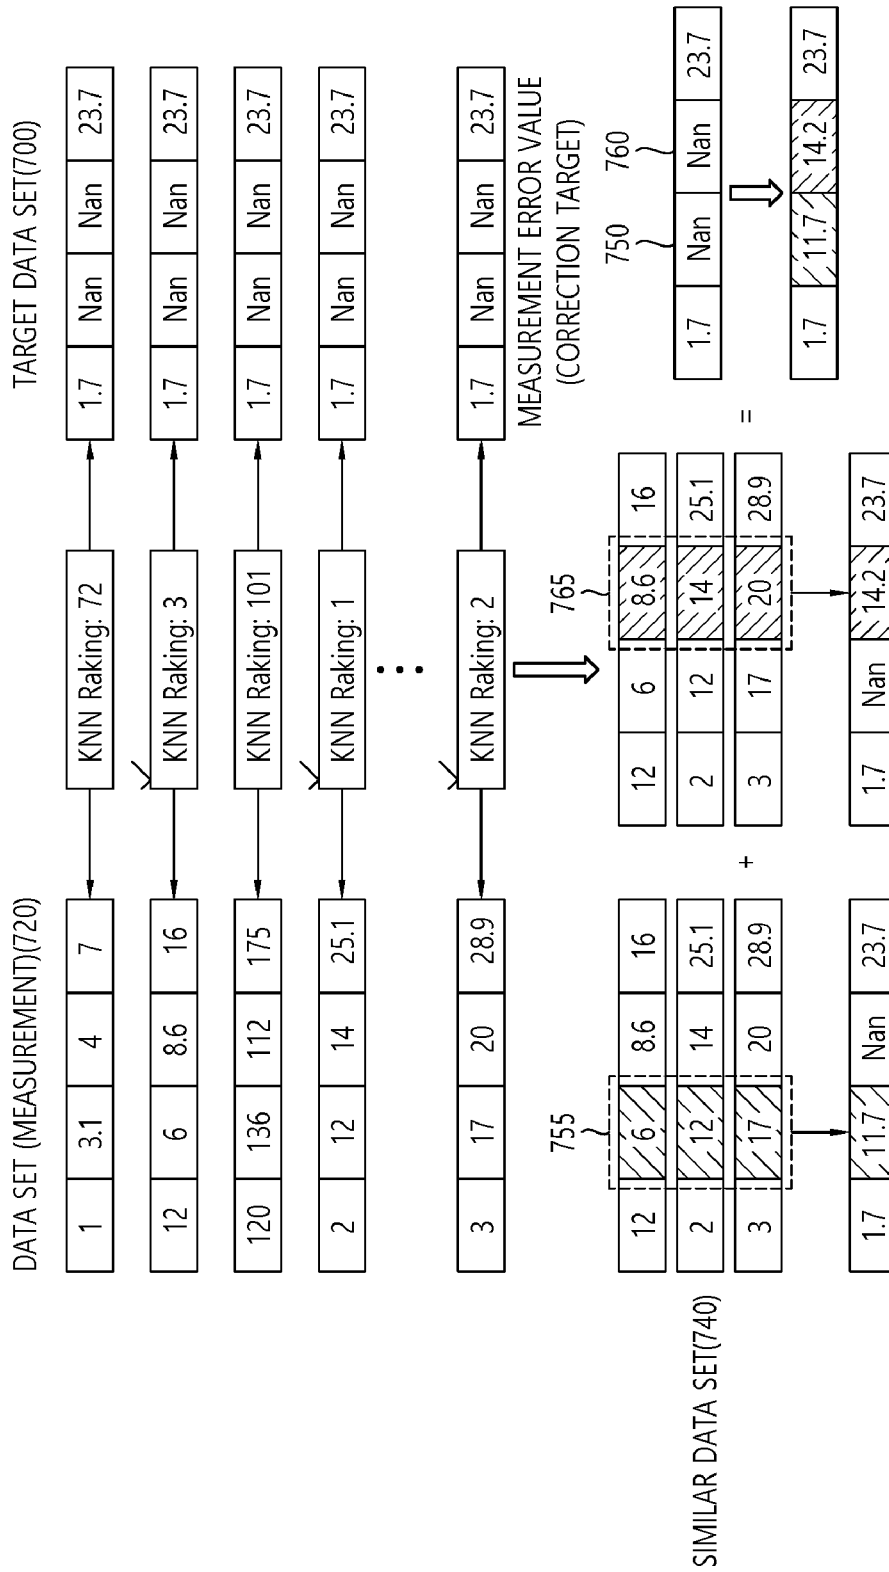 DATA SET (MEASUREMENT)(720)
TARGET DATA SET(700)
1 3.1 4 7
KNN Raking: 72
1.7 Nan Nan 23.7
12 6 8.6 16
KNN Raking: 3
1.7 Nan Nan 23.7
120 136 112 175
KNN Raking: 101
1.7 Nan Nan 23.7
2 12 14 25.1
KNN Raking: 1
1.7 Nan Nan 23.7
3 17 20 28.9
KNN Raking: 2
1.7 Nan Nan 23.7
MEASUREMENT ERROR VALUE
(CORRECTION TARGET)
SIMILAR DATA SET(740)
755
12 6 8.6 16
2 12 14 25.1
3 17 20 28.9
1.7 11.7 Nan 23.7
+
765
12 6 8.6 16
2 12 14 25.1
3 17 20 28.9
1.7 Nan 14.2 23.7
=
750 760
1.7 Nan Nan 23.7
1.7 11.7 14.2 23.7